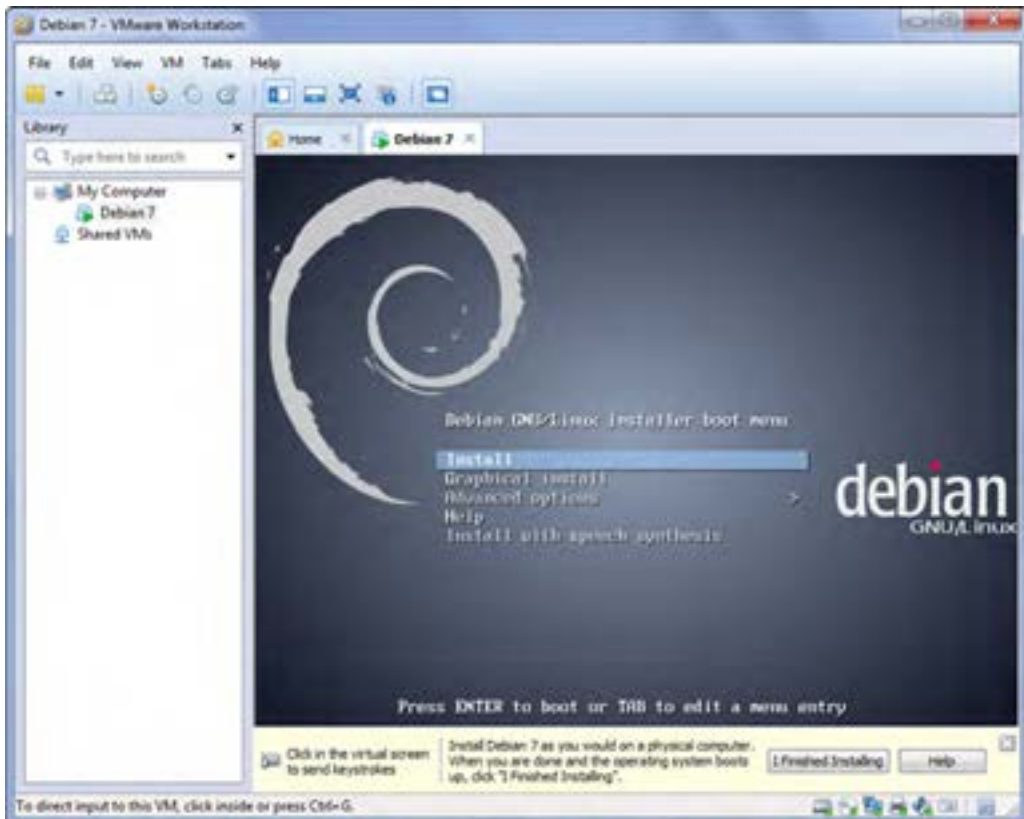 Debian 7 - VMware Workstation
File Edit View VM Tabs Help
Library
Type here to search
My Computer
Debian 7
Shared VMs
Home
Debian 7
Debian GNU/Linux installer boot menu
Install
Graphical install
Advanced options >
Help
Install with speech synthesis
debian
GNU/Linux
Press ENTER to boot or TAB to edit a menu entry
Click in the virtual screen
to send keystrokes
Install Debian 7 as you would on a physical computer.
When you are done and the operating system boots
up, click "I Finished Installing".
I Finished Installing
Help
To direct input to this VM, click inside or press Ctrl+G.